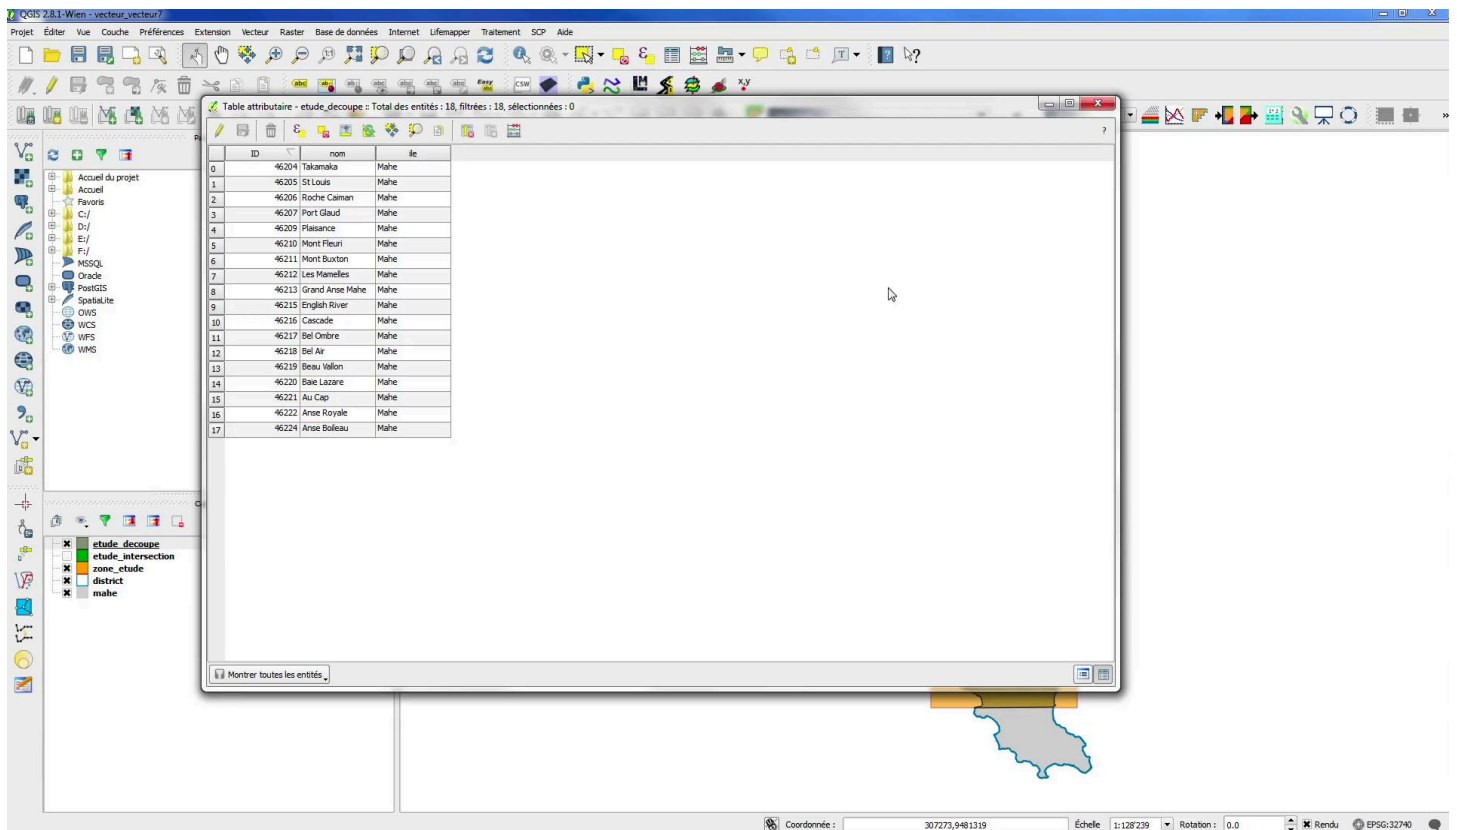 QGIS 2.8.1-Wien - vecteur_vecteur7
Projet Éditer Vue Couche Préférences Extension Vecteur Raster Base de données Internet Lifemapper Traitement SCP Aide
Table attributaire - etude_decoupe :: Total des entités : 18, filtrées : 18, sélectionnées : 0
ID nom ile
0 46204 Takamaka Mahe
1 46205 St Louis Mahe
2 46206 Roche Caiman Mahe
3 46207 Port Glaud Mahe
4 46209 Plaisance Mahe
5 46210 Mont Fleuri Mahe
6 46211 Mont Buxton Mahe
7 46212 Les Mamelles Mahe
8 46213 Grand Anse Mahe Mahe
9 46215 English River Mahe
10 46216 Cascade Mahe
11 46217 Bel Ombre Mahe
12 46218 Bel Air Mahe
13 46219 Beau Vallon Mahe
14 46220 Baie Lazare Mahe
15 46221 Au Cap Mahe
16 46222 Anse Royale Mahe
17 46224 Anse Boileau Mahe
Montrer toutes les entités
Accueil du projet
Accueil
Favoris
C:/
D:/
E:/
F:/
MSSQL
Oracle
PostGIS
SpatiaLite
OWS
WCS
WFS
WMS
etude_decoupe
etude_intersection
zone_etude
district
mahe
Coordonnée : 307273,9481319 Échelle 1:128'239 Rotation : 0.0 Rendu EPSG:32740